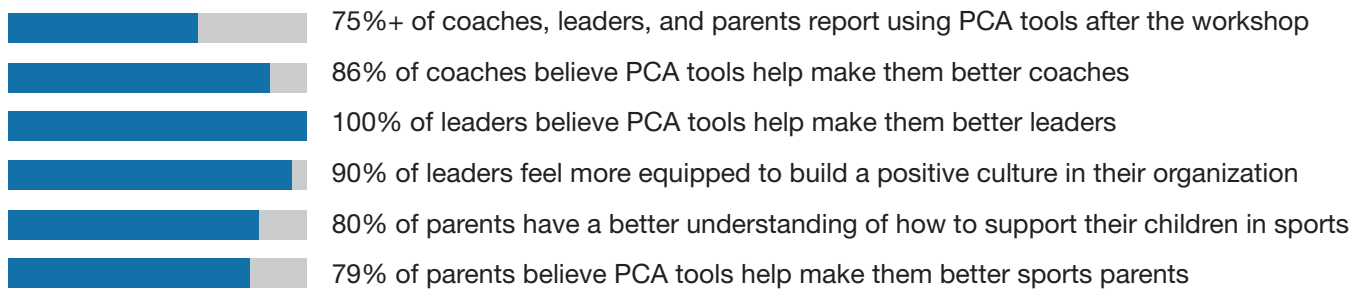 75%+ of coaches, leaders, and parents report using PCA tools after the workshop
86% of coaches believe PCA tools help make them better coaches
100% of leaders believe PCA tools help make them better leaders
90% of leaders feel more equipped to build a positive culture in their organization
80% of parents have a better understanding of how to support their children in sports
79% of parents believe PCA tools help make them better sports parents